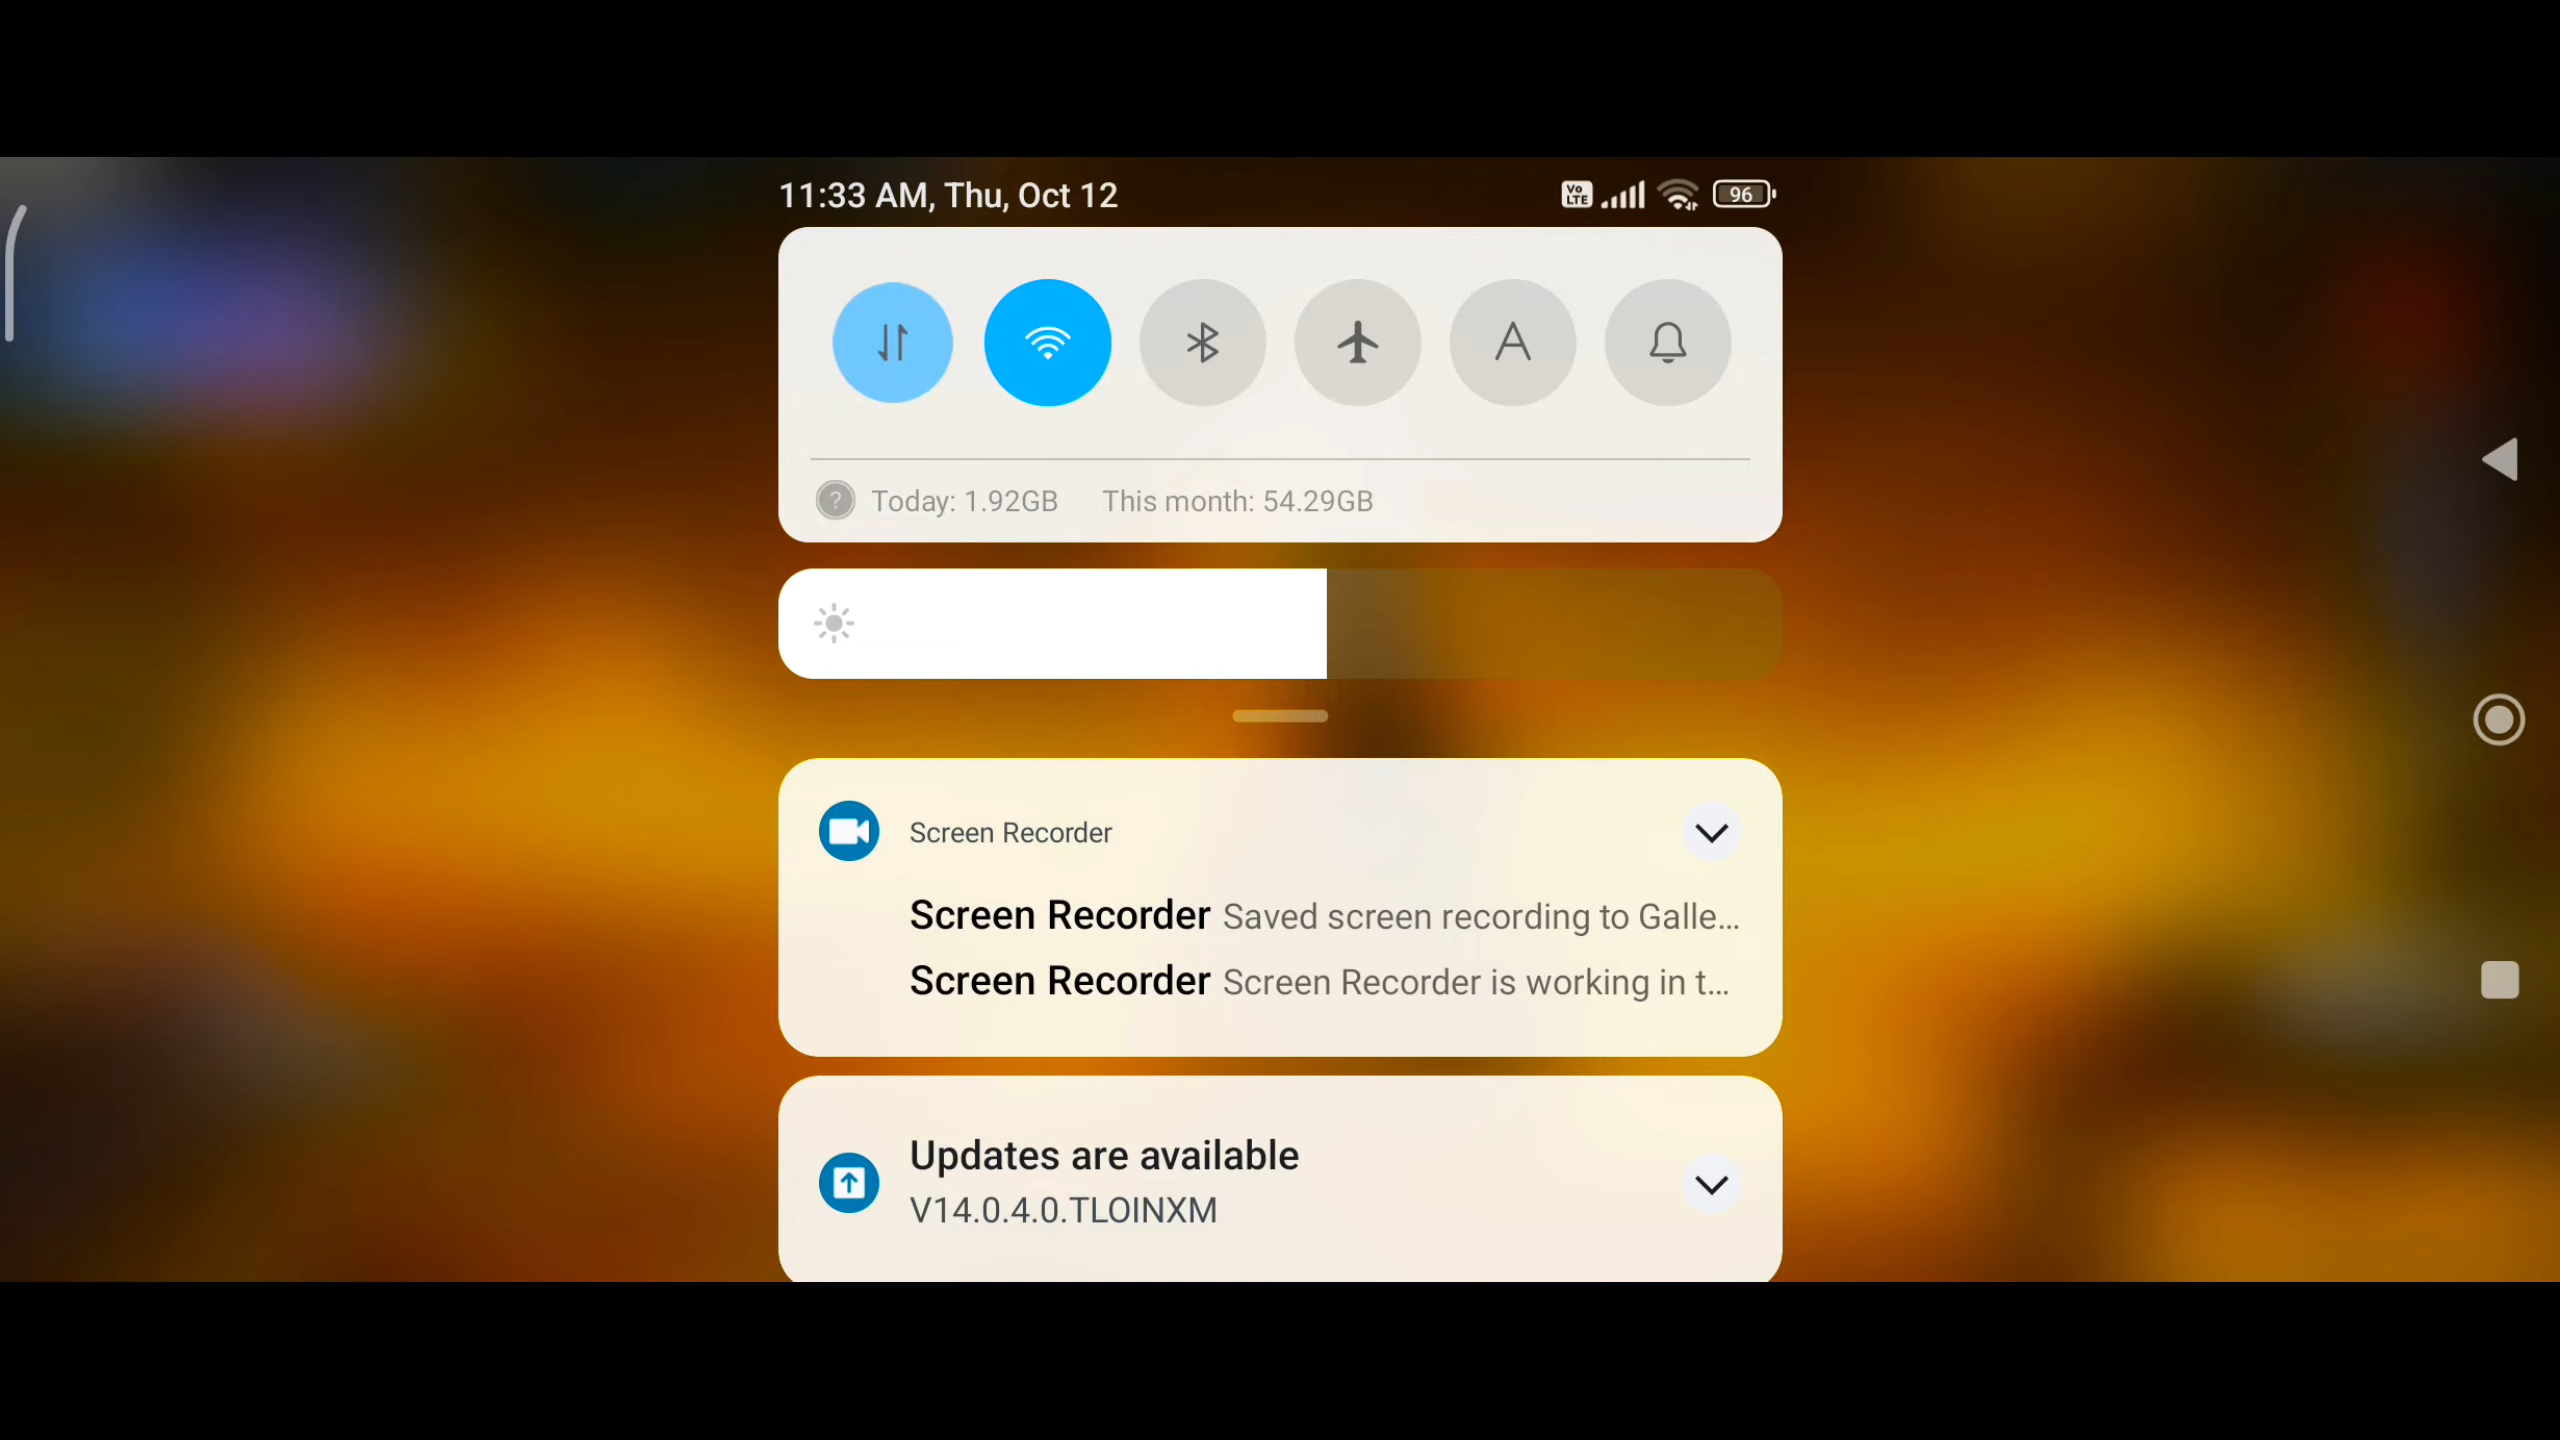 11:33 AM, Thu, Oct 12 Vo LTE 96
A
? Today: 1.92GB This month: 54.29GB
Screen Recorder
Screen Recorder Saved screen recording to Galle…
Screen Recorder Screen Recorder is working in t…
Updates are available
V14.0.4.0.TLOINXM